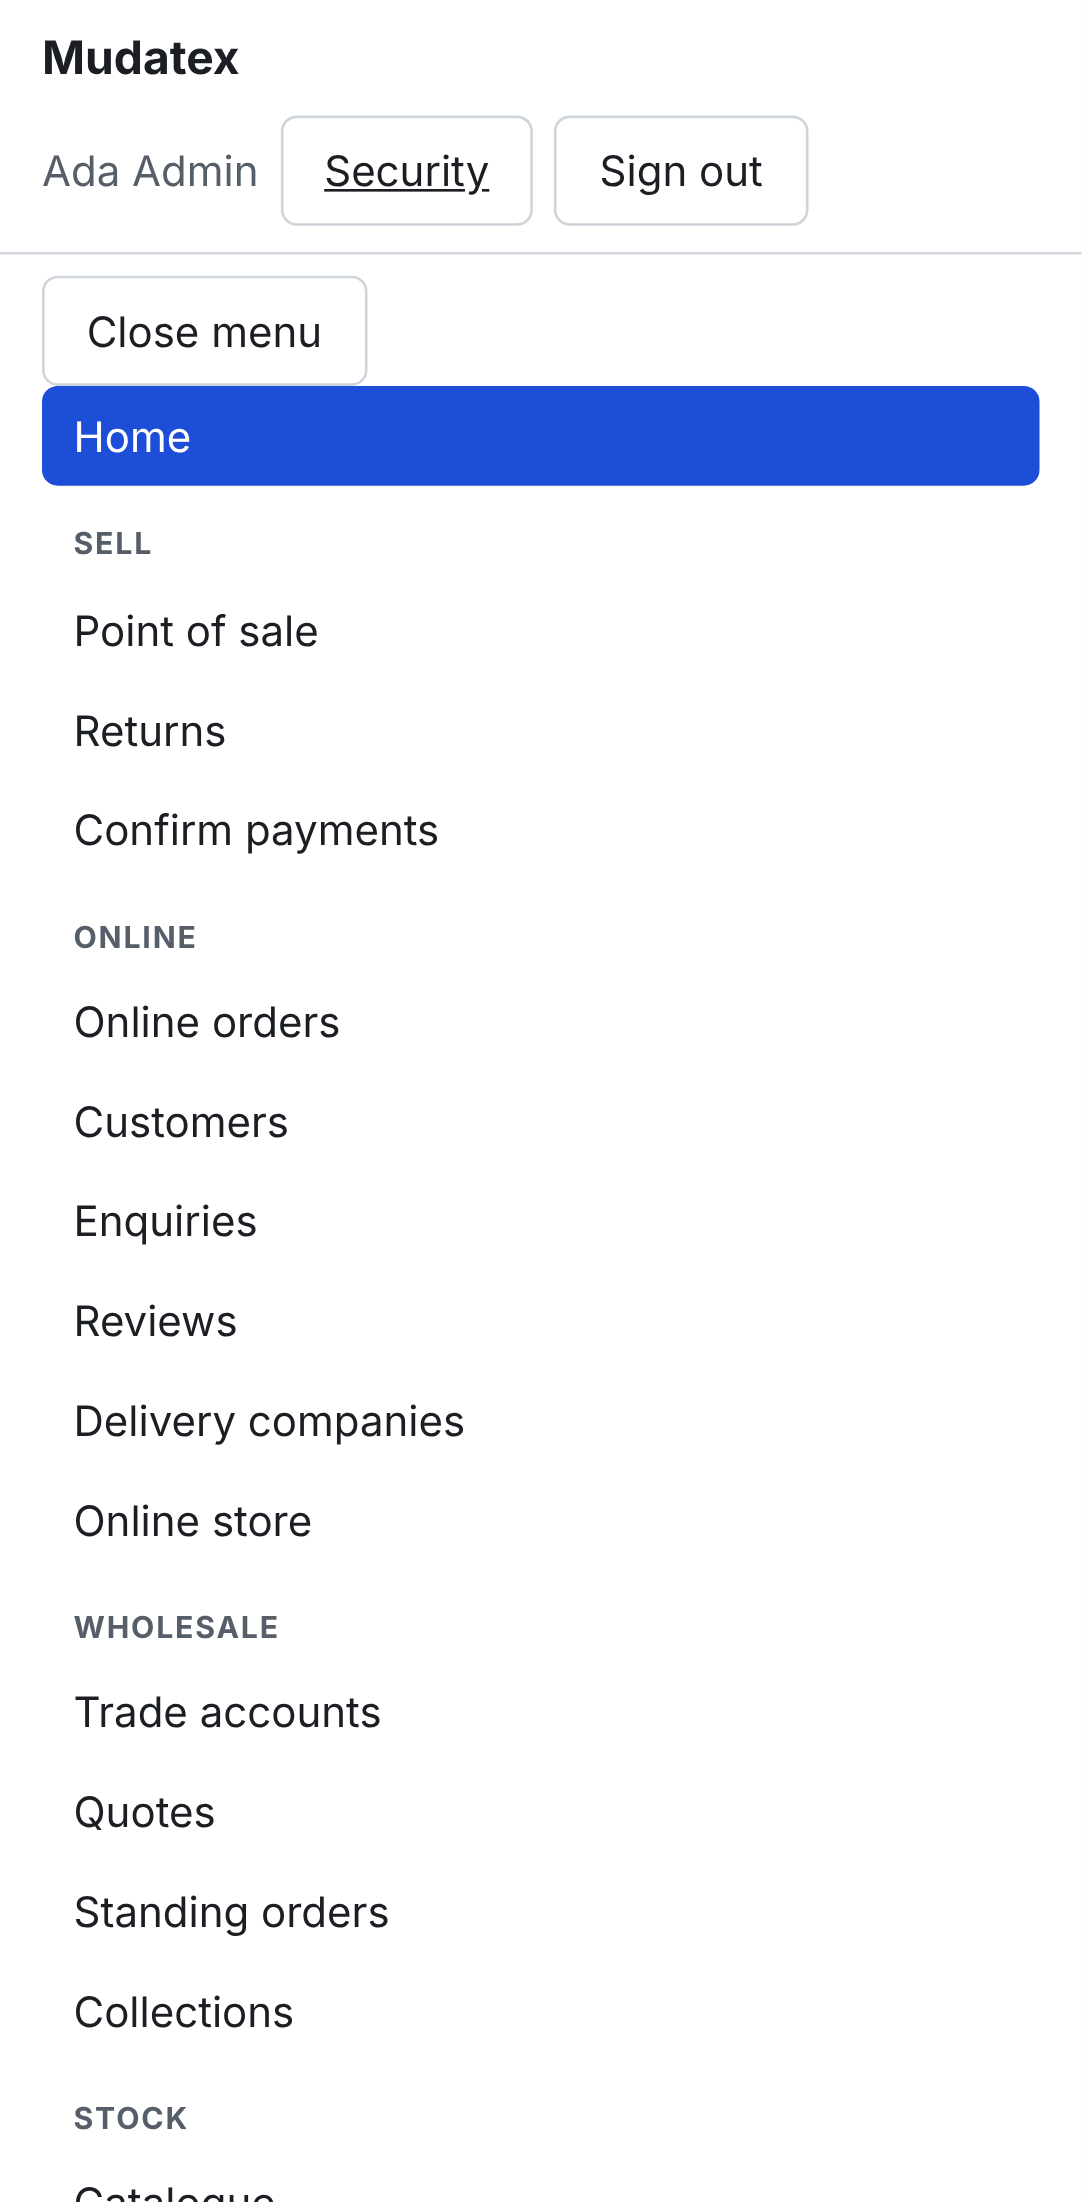 Mudatex
Ada Admin Security Sign out
Close menu
Home
SELL
Point of sale
Returns
Confirm payments
ONLINE
Online orders
Customers
Enquiries
Reviews
Delivery companies
Online store
WHOLESALE
Trade accounts
Quotes
Standing orders
Collections
STOCK
Catalogue